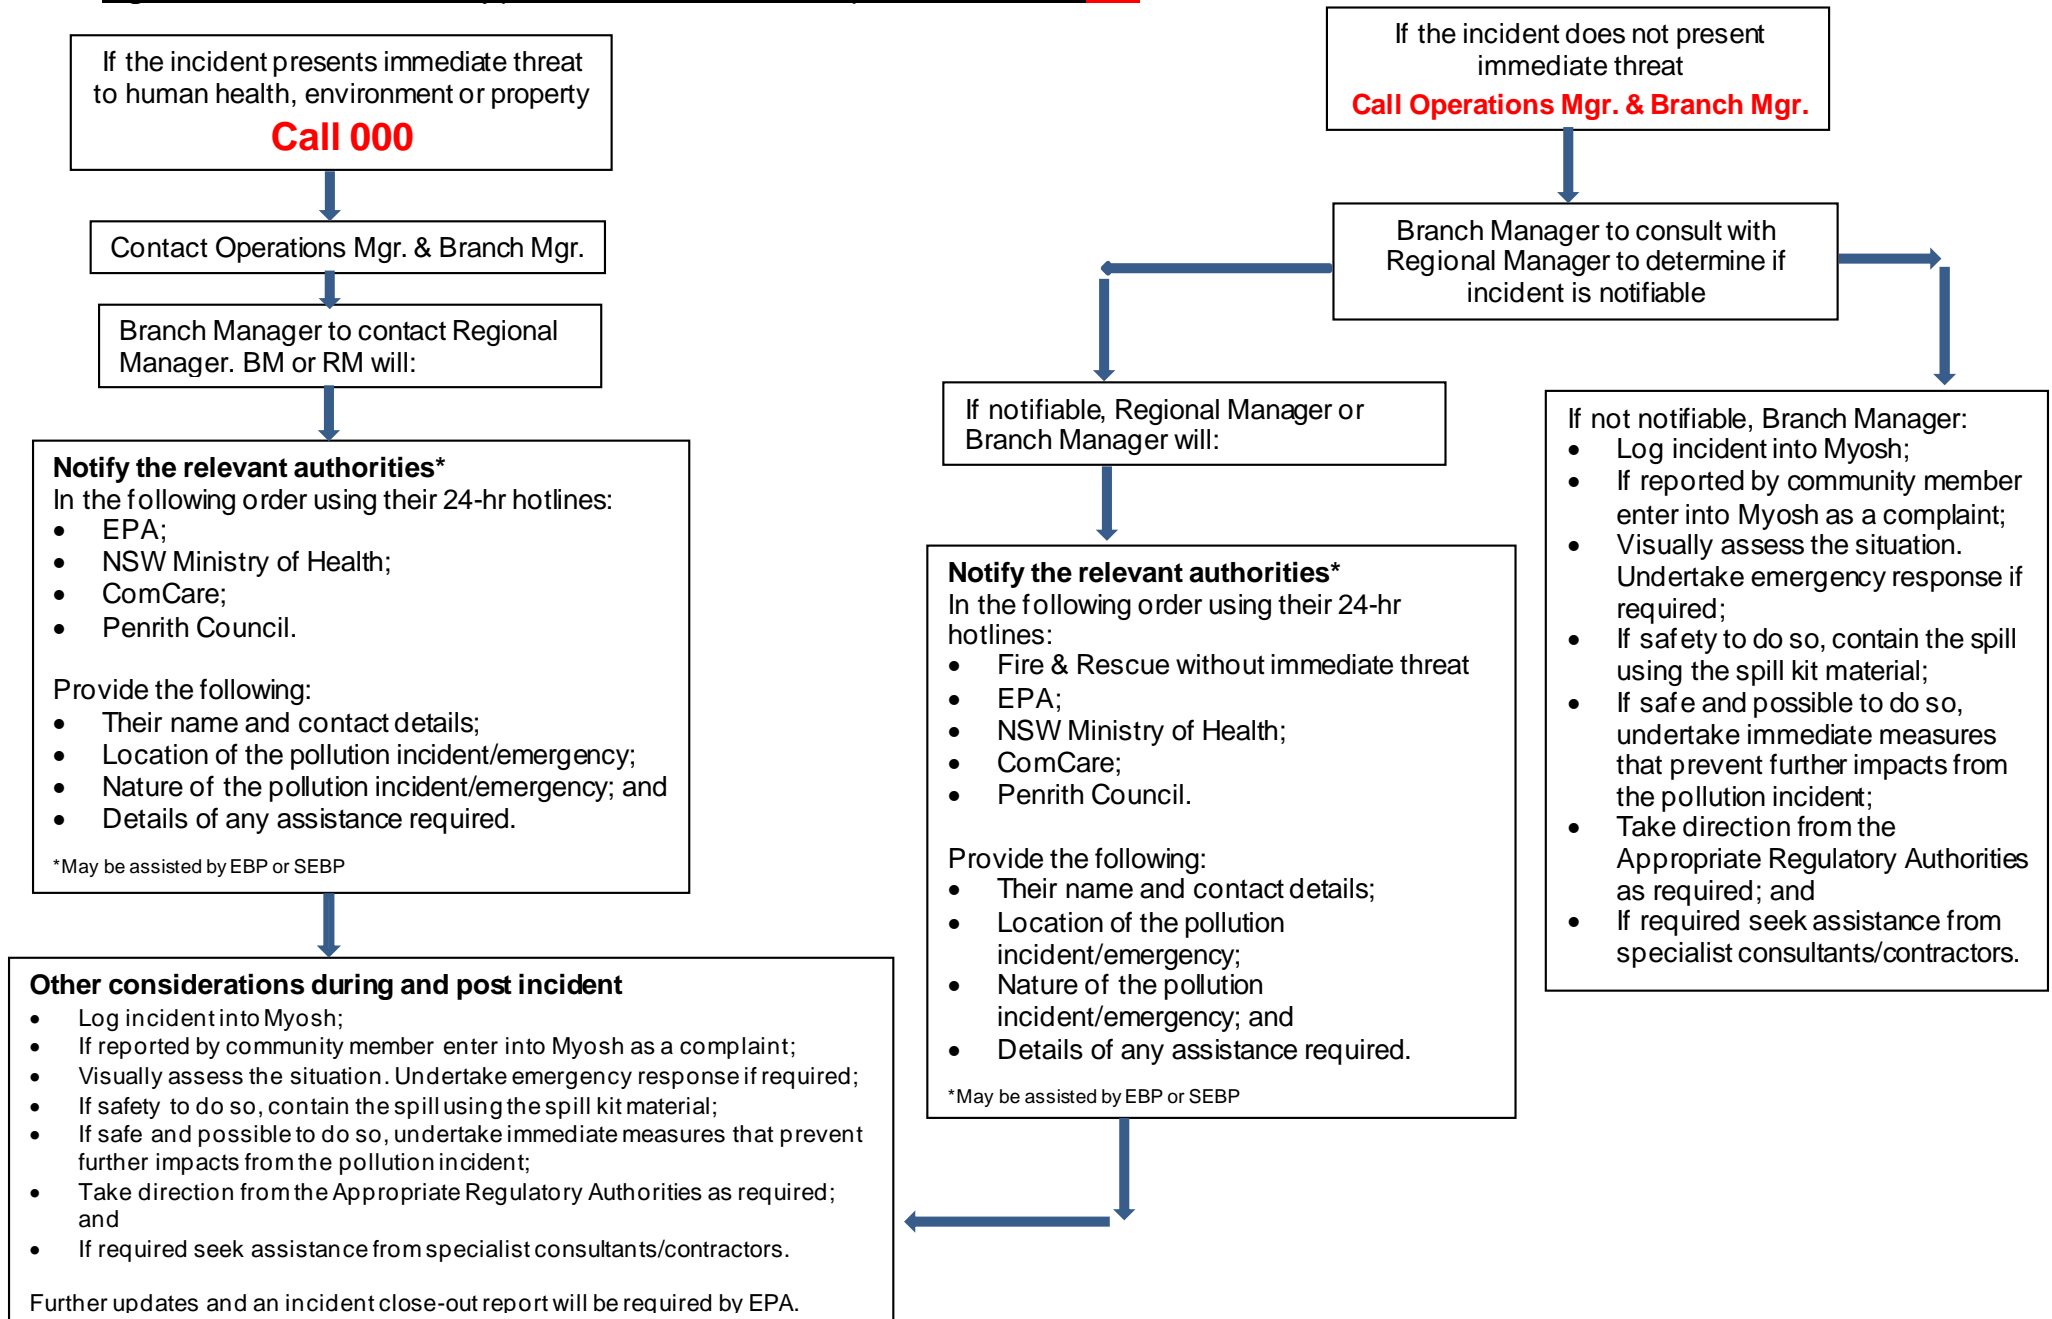 If the incident presents immediate threat
to human health, environment or property
Call 000
Contact Operations Mgr. & Branch Mgr.
Branch Manager to contact Regional
Manager. BM or RM will:
Notify the relevant authorities*
In the following order using their 24-hr hotlines:
• EPA;
• NSW Ministry of Health;
• ComCare;
• Penrith Council.
Provide the following:
• Their name and contact details;
• Location of the pollution incident/emergency;
• Nature of the pollution incident/emergency; and
• Details of any assistance required.
*May be assisted by EBP or SEBP
Other considerations during and post incident
• Log incident into Myosh;
• If reported by community member enter into Myosh as a complaint;
• Visually assess the situation. Undertake emergency response if required;
• If safety to do so, contain the spill using the spill kit material;
• If safe and possible to do so, undertake immediate measures that prevent
further impacts from the pollution incident;
• Take direction from the Appropriate Regulatory Authorities as required;
and
• If required seek assistance from specialist consultants/contractors.
Further updates and an incident close-out report will be required by EPA.
If the incident does not present
immediate threat
Call Operations Mgr. & Branch Mgr.
Branch Manager to consult with
Regional Manager to determine if
incident is notifiable
If notifiable, Regional Manager or
Branch Manager will:
Notify the relevant authorities*
In the following order using their 24-hr
hotlines:
• Fire & Rescue without immediate threat
• EPA;
• NSW Ministry of Health;
• ComCare;
• Penrith Council.
Provide the following:
• Their name and contact details;
• Location of the pollution
incident/emergency;
• Nature of the pollution
incident/emergency; and
• Details of any assistance required.
*May be assisted by EBP or SEBP
If not notifiable, Branch Manager:
• Log incident into Myosh;
• If reported by community member
enter into Myosh as a complaint;
• Visually assess the situation.
Undertake emergency response if
required;
• If safety to do so, contain the spill
using the spill kit material;
• If safe and possible to do so,
undertake immediate measures
that prevent further impacts from
the pollution incident;
• Take direction from the
Appropriate Regulatory Authorities
as required; and
• If required seek assistance from
specialist consultants/contractors.